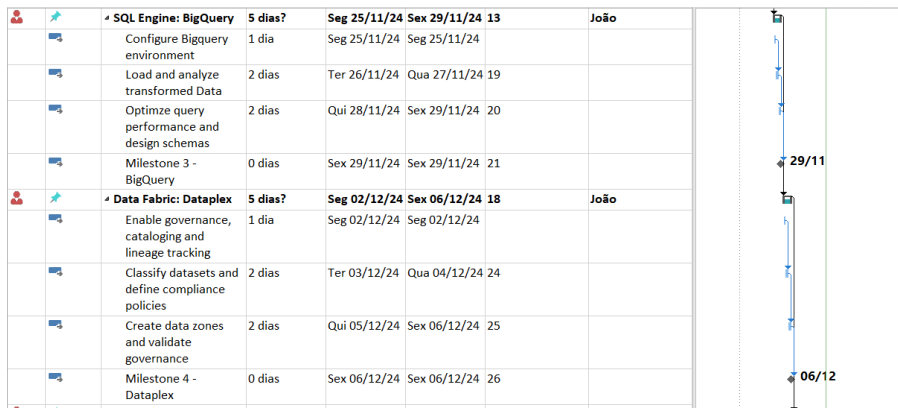 SQL Engine: BigQuery 5 dias? Seg 25/11/24 Sex 29/11/24 13 João
Configure Bigquery 1 dia Seg 25/11/24 Seg 25/11/24
environment
Load and analyze 2 dias Ter 26/11/24 Qua 27/11/24 19
transformed Data
Optimze query 2 dias Qui 28/11/24 Sex 29/11/24 20
performance and
design schemas
Milestone 3 - 0 dias Sex 29/11/24 Sex 29/11/24 21 29/11
BigQuery
Data Fabric: Dataplex 5 dias? Seg 02/12/24 Sex 06/12/24 18 João
Enable governance, 1 dia Seg 02/12/24 Seg 02/12/24
cataloging and
lineage tracking
Classify datasets and 2 dias Ter 03/12/24 Qua 04/12/24 24
define compliance
policies
Create data zones 2 dias Qui 05/12/24 Sex 06/12/24 25
and validate
governance
Milestone 4 - 0 dias Sex 06/12/24 Sex 06/12/24 26 06/12
Dataplex